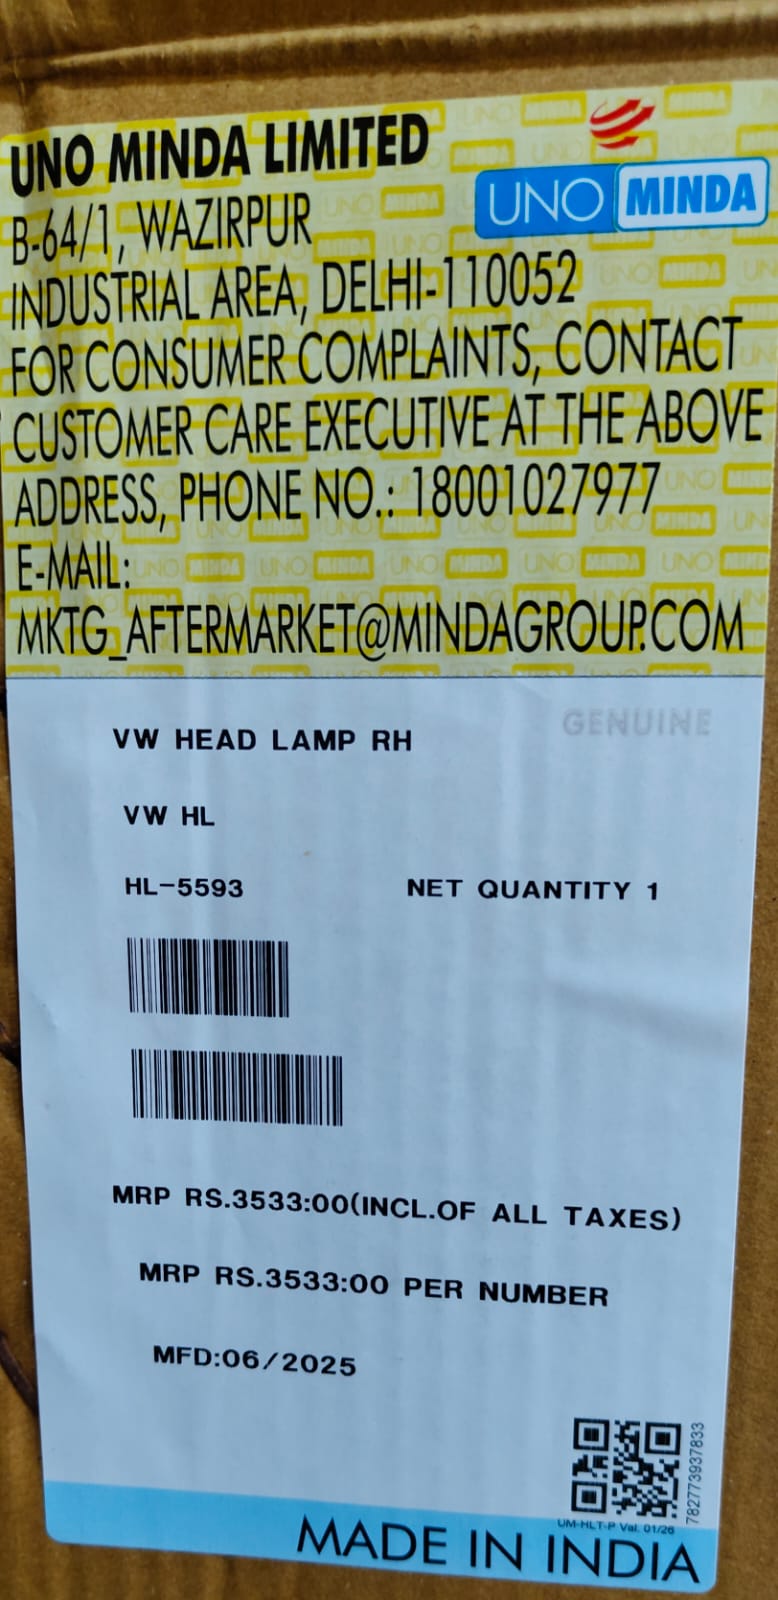 UNO MINDA LIMITED
UNO MINDA
B-64/1, WAZIRPUR
INDUSTRIAL AREA, DELHI-110052
FOR CONSUMER COMPLAINTS, CONTACT
CUSTOMER CARE EXECUTIVE AT THE ABOVE
ADDRESS, PHONE NO.: 18001027977
E-MAIL:
MKTG_AFTERMARKET@MINDAGROUP.COM
GENUINE
VW HEAD LAMP RH
VW HL
HL-5593 NET QUANTITY 1
MRP RS.3533:00(INCL.OF ALL TAXES)
MRP RS.3533:00 PER NUMBER
MFD:06/2025
782773937833
UM-HLT-P Val. 01/26
MADE IN INDIA